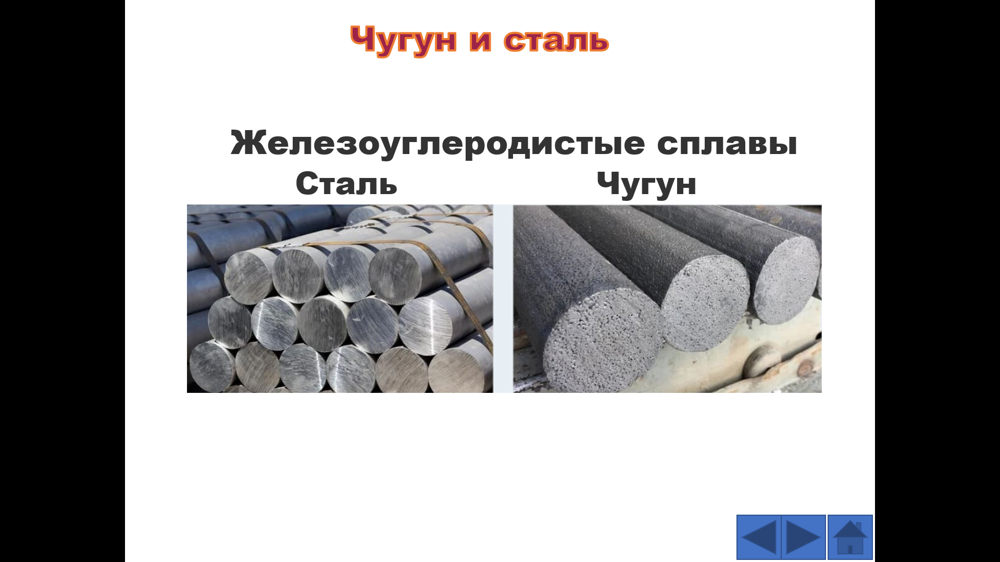 Чугун и сталь
Железоуглеродистые сплавы
Сталь Чугун